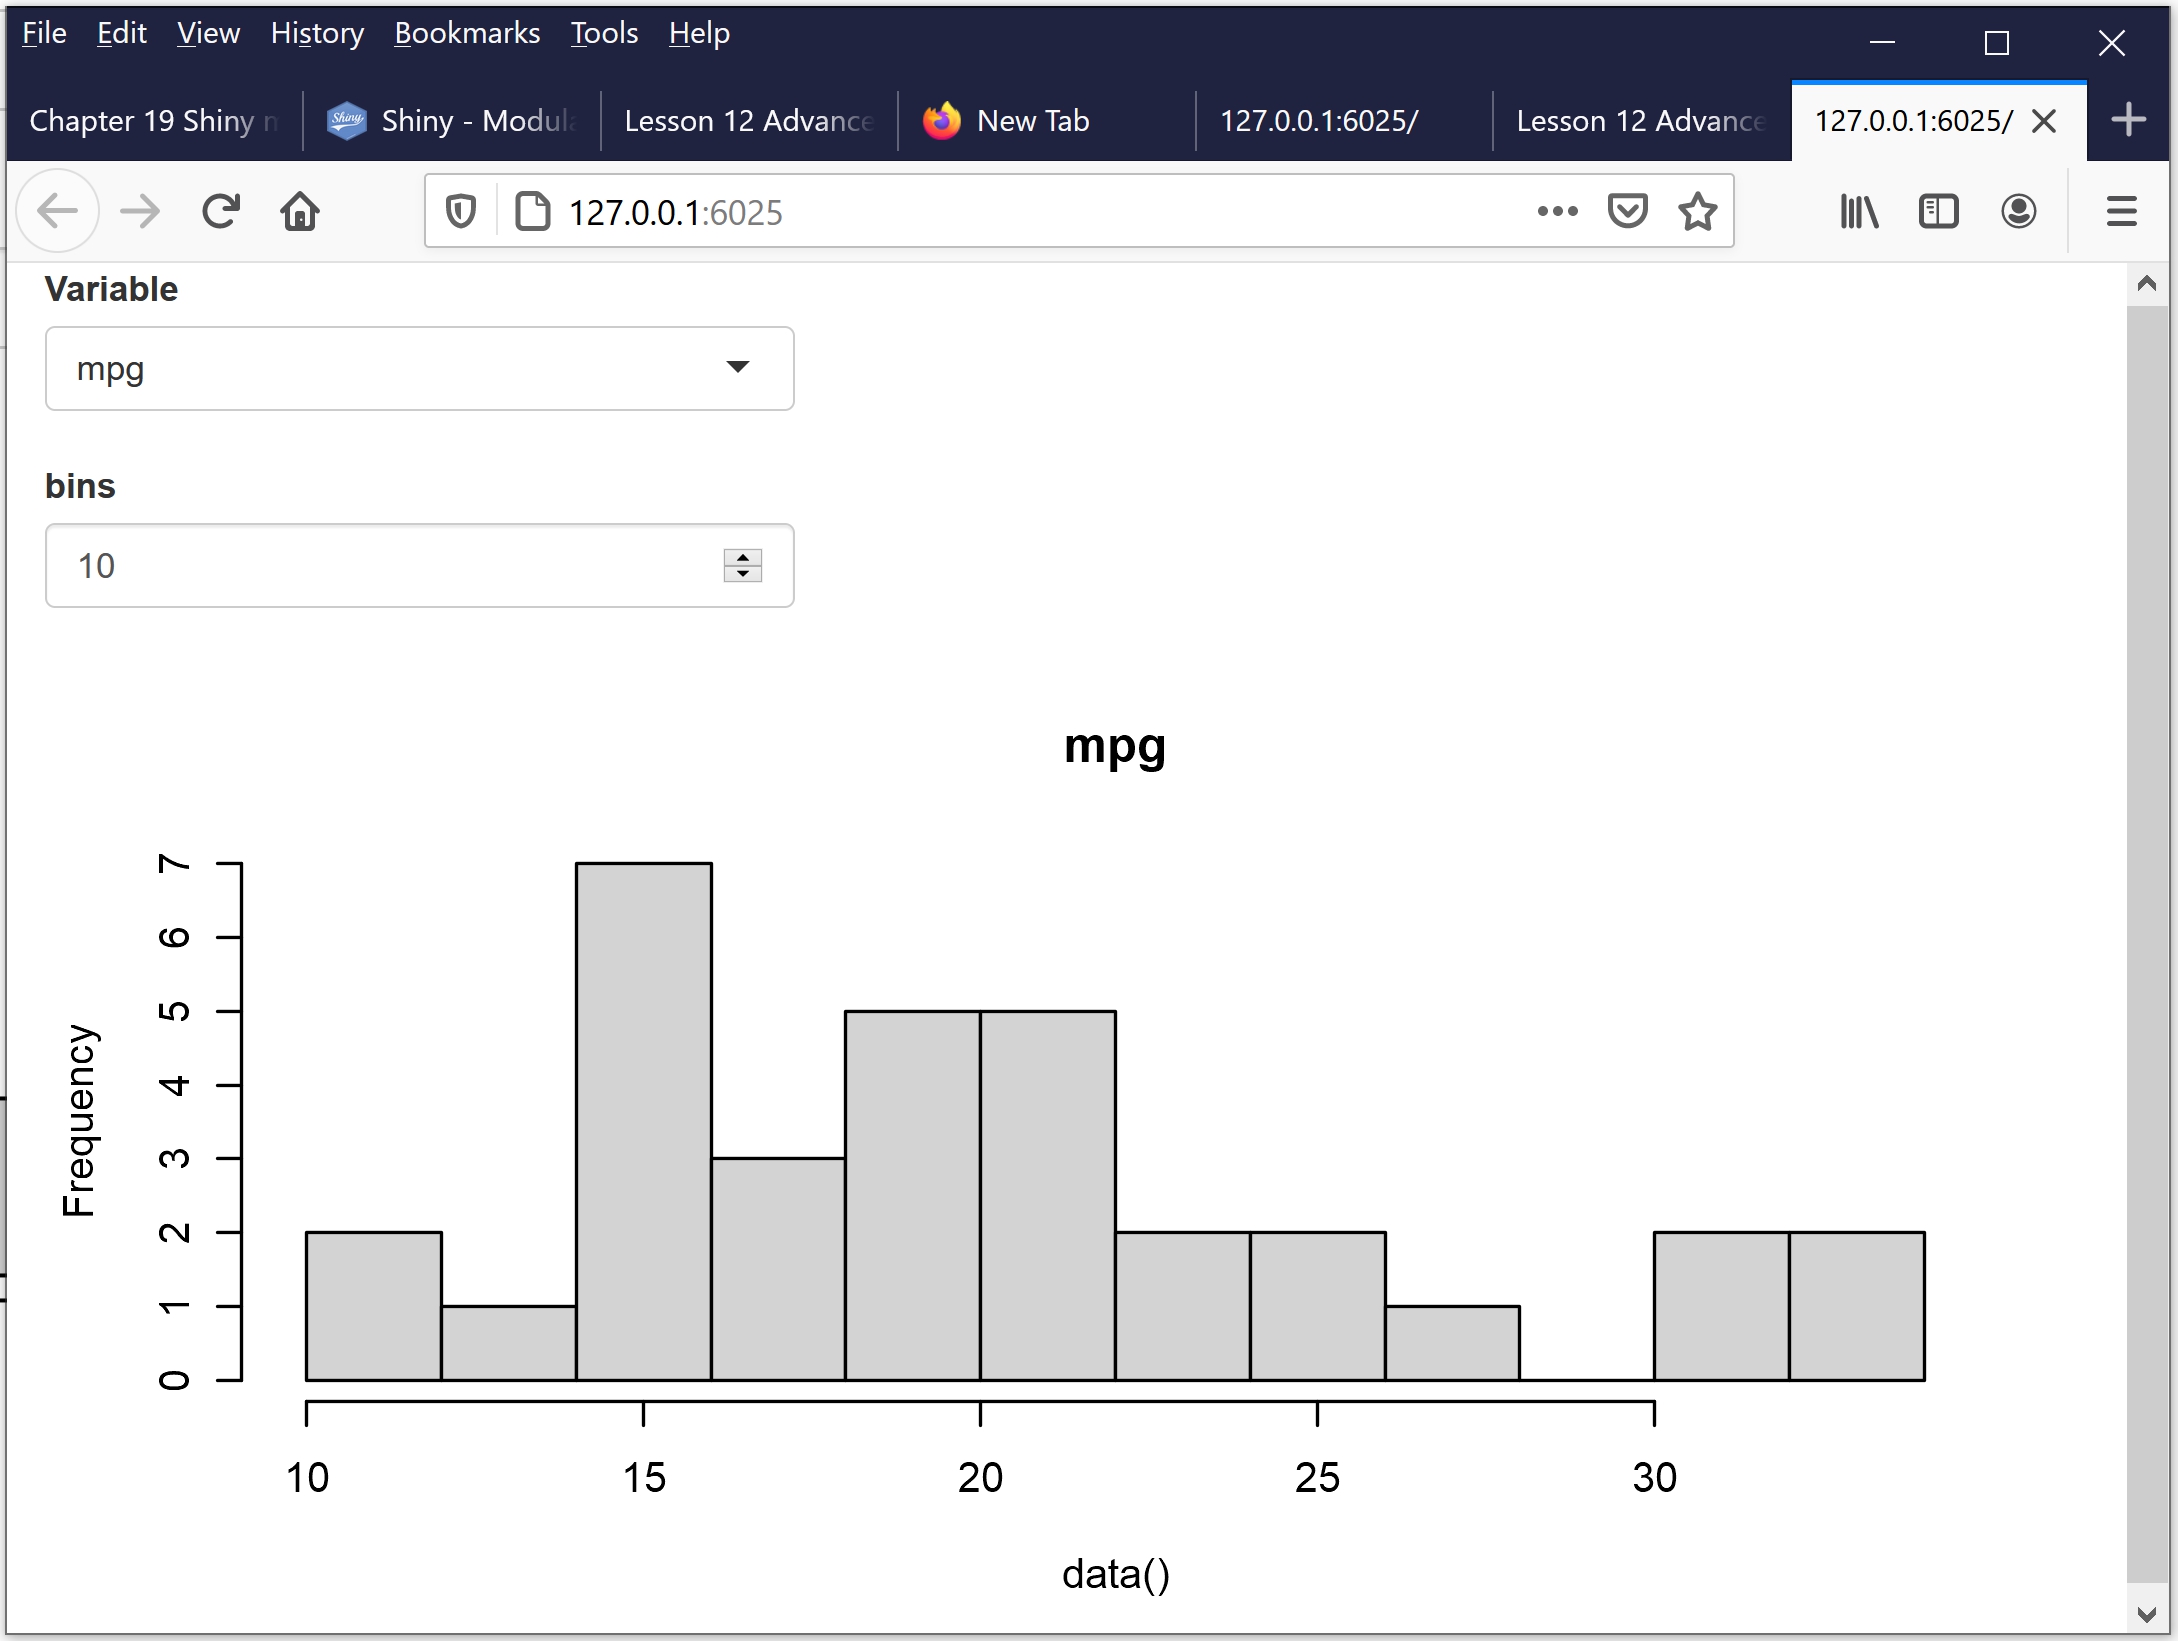 File Edit View History Bookmarks Tools Help
Chapter 19 Shiny m Shiny Shiny - Modula Lesson 12 Advance New Tab 127.0.0.1:6025/ Lesson 12 Advance 127.0.0.1:6025/
127.0.0.1:6025
Variable
mpg
bins
10
mpg
Frequency
7
6
5
4
3
2
1
0
10 15 20 25 30
data()